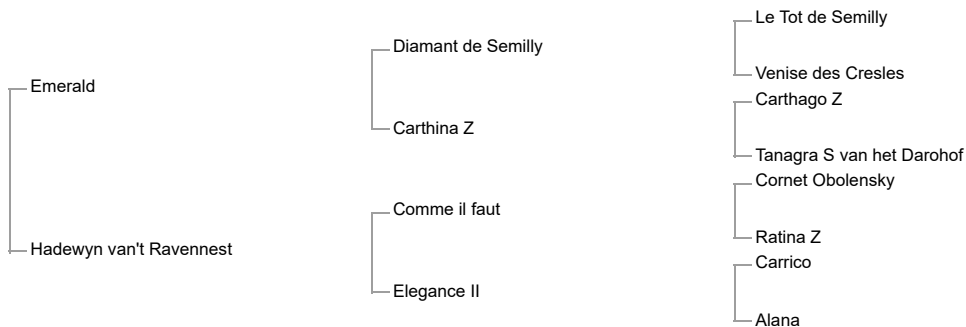 Le Tot de Semilly
Diamant de Semilly
Venise des Cresles
Emerald
Carthago Z
Carthina Z
Tanagra S van het Darohof
Cornet Obolensky
Comme il faut
Ratina Z
Hadewyn van't Ravennest
Carrico
Elegance II
Alana